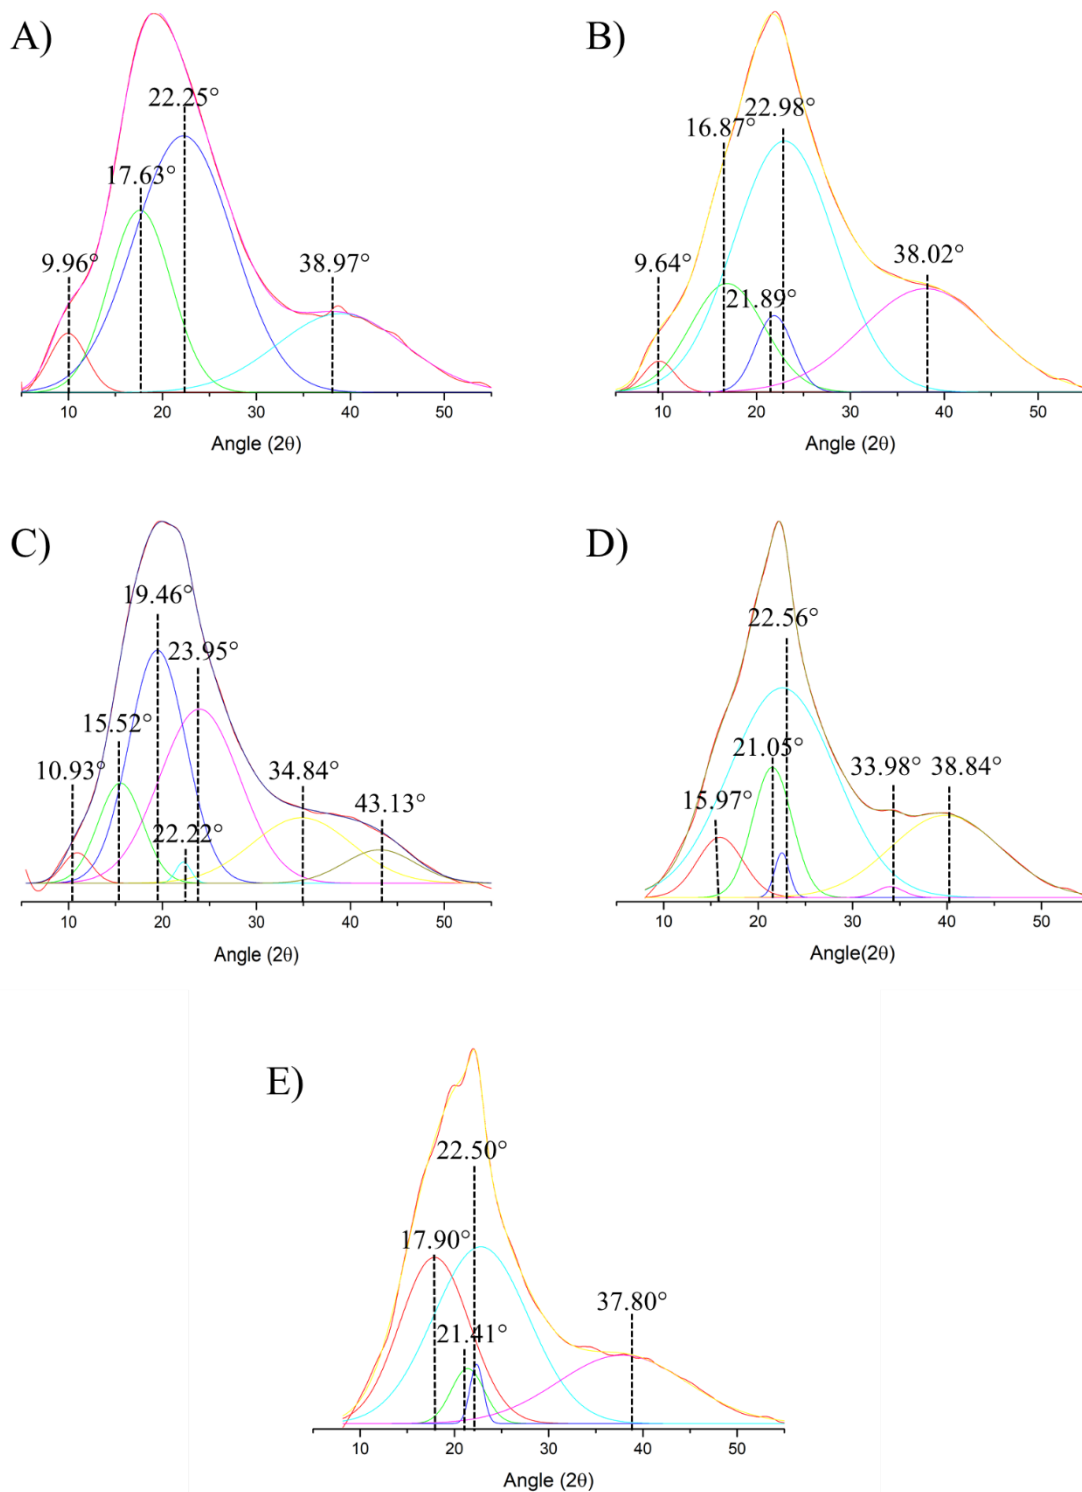 A)
22.25°
17.63°
9.96°
38.97°
10 20 30 40 50
Angle (2θ)
B)
22.98°
16.87°
9.64°
21.89°
38.02°
10 20 30 40 50
Angle (2θ)
C)
19.46°
23.95°
15.52°
10.93°
22.22°
34.84°
43.13°
10 20 30 40 50
Angle (2θ)
D)
22.56°
21.05°
15.97°
33.98°
38.84°
10 20 30 40 50
Angle(2θ)
E)
22.50°
17.90°
21.41°
37.80°
10 20 30 40 50
Angle (2θ)